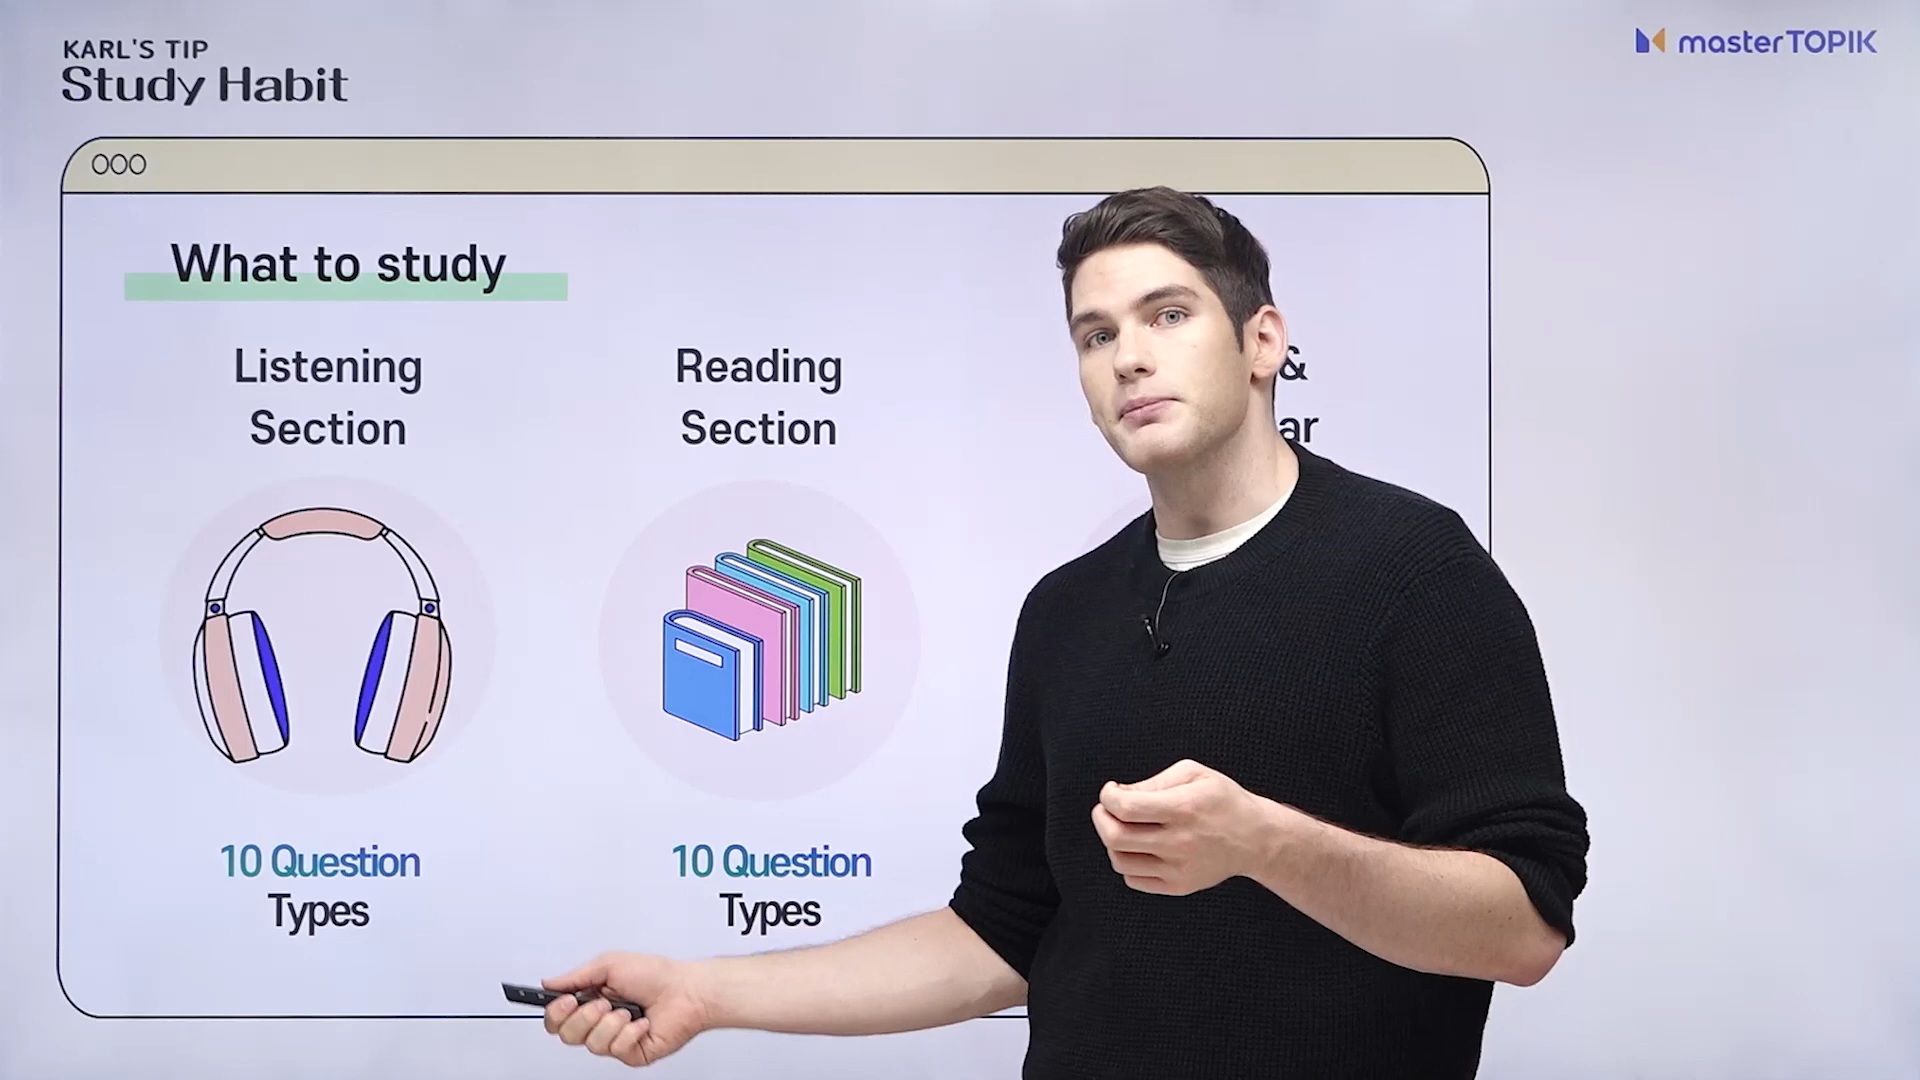 KARL'S TIP
Study Habit
masterTOPIK
What to study
Listening
Section
Reading
Section
&
10 Question
Types
10 Question
Types